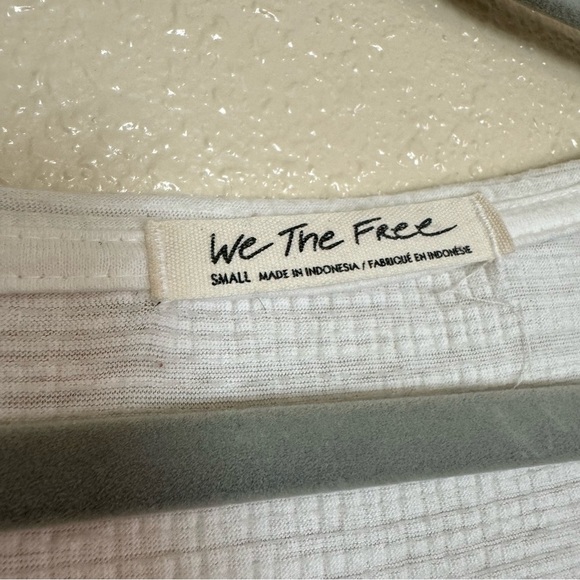 We The Free
SMALL MADE IN INDONESIA / FABRIQUÉ EN INDONÉSIE